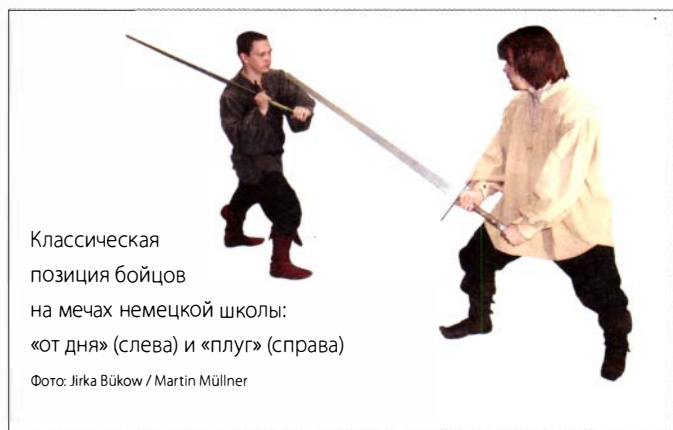 Классическая
позиция бойцов
на мечах немецкой школы:
«от дня» (слева) и «плуг» (справа)
Фото: Jirka Bükow / Martin Müllner